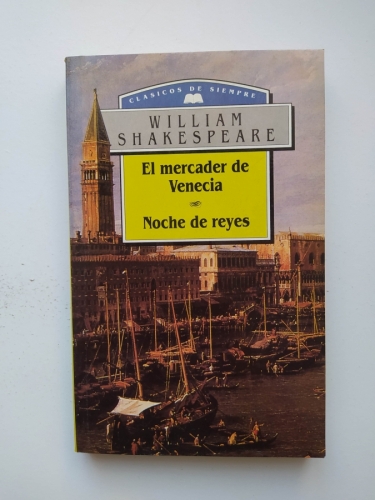 CLASICOS DE SIEMPRE
WILLIAM
SHAKESPEARE
El mercader de
Venecia
Noche de reyes